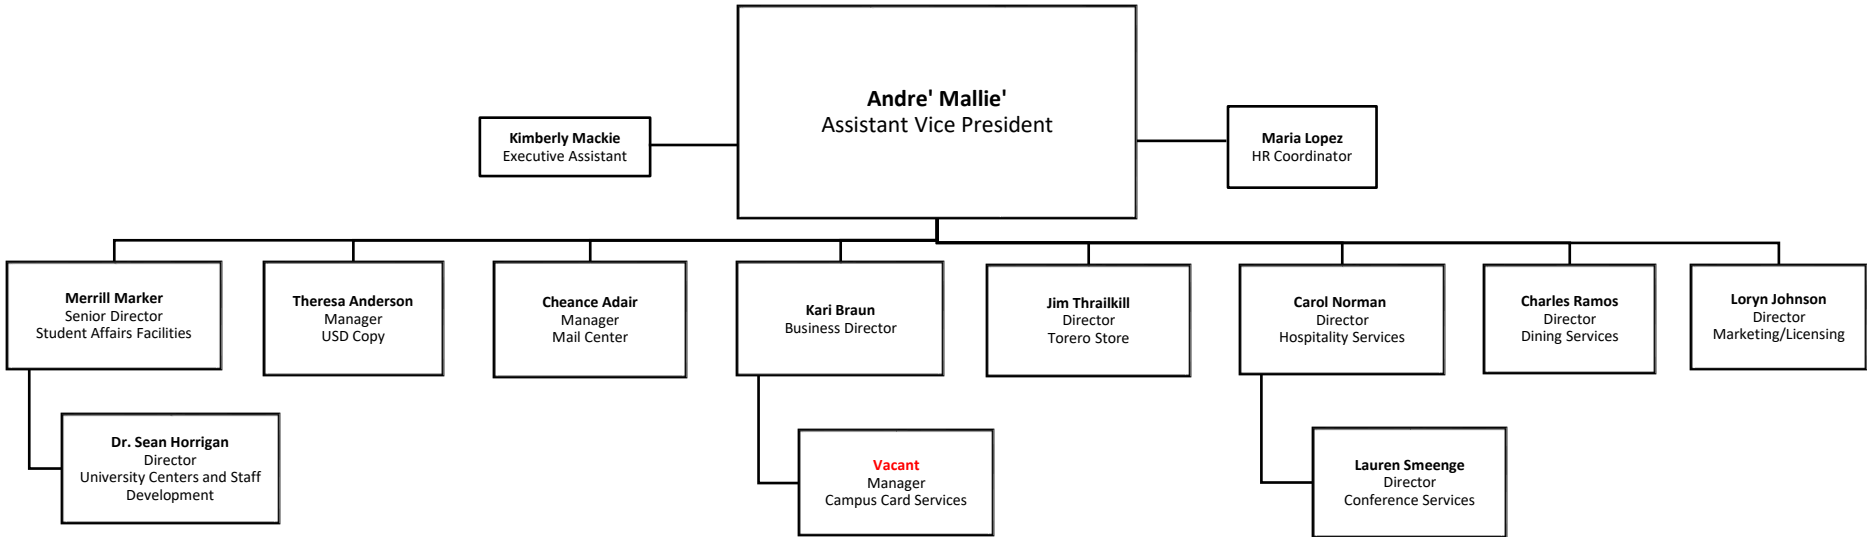 Andre' Mallie'
Assistant Vice President
Kimberly Mackie
Executive Assistant
Maria Lopez
HR Coordinator
Merrill Marker
Senior Director
Student Affairs Facilities
Theresa Anderson
Manager
USD Copy
Cheance Adair
Manager
Mail Center
Kari Braun
Business Director
Jim Thrailkill
Director
Torero Store
Carol Norman
Director
Hospitality Services
Charles Ramos
Director
Dining Services
Loryn Johnson
Director
Marketing/Licensing
Dr. Sean Horrigan
Director
University Centers and Staff
Development
Vacant
Manager
Campus Card Services
Lauren Smeenge
Director
Conference Services